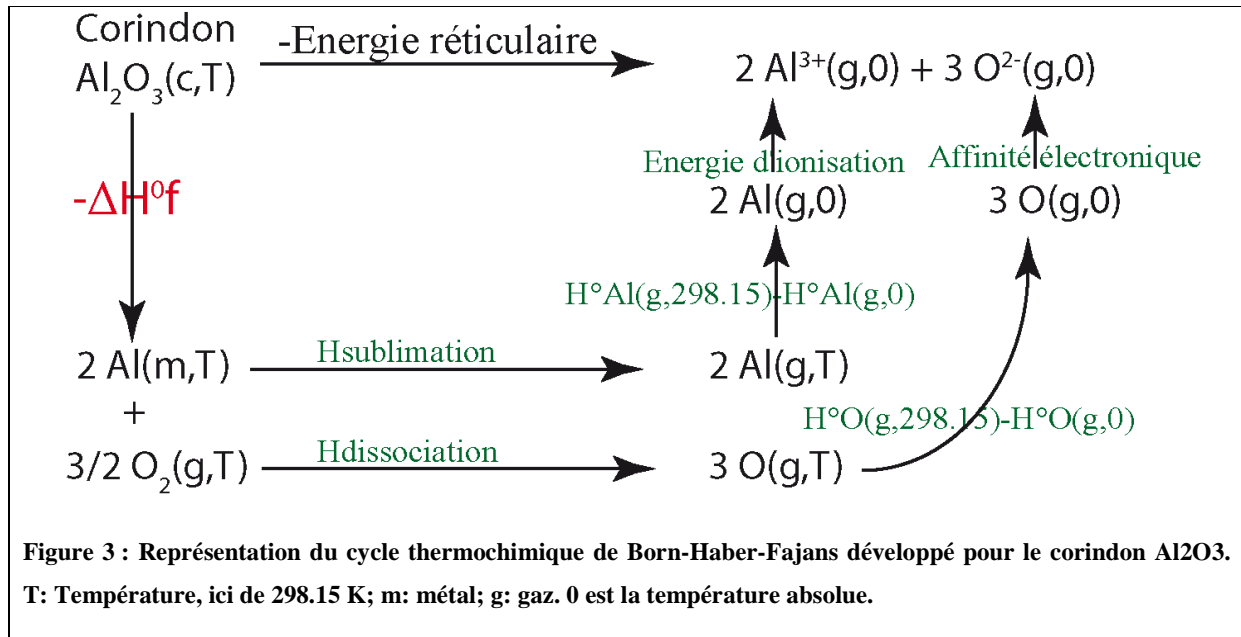 Corindon
Al2O3(c,T)
-Energie réticulaire
2 Al3+(g,0) + 3 O2-(g,0)
Energie d'ionisation
Affinité électronique
-ΔH⁰f
2 Al(g,0)
3 O(g,0)
H°Al(g,298.15)-H°Al(g,0)
2 Al(m,T)
Hsublimation
2 Al(g,T)
+
H°O(g,298.15)-H°O(g,0)
3/2 O2(g,T)
Hdissociation
3 O(g,T)
Figure 3 : Représentation du cycle thermochimique de Born-Haber-Fajans développé pour le corindon Al2O3.
T: Température, ici de 298.15 K; m: métal; g: gaz. 0 est la température absolue.